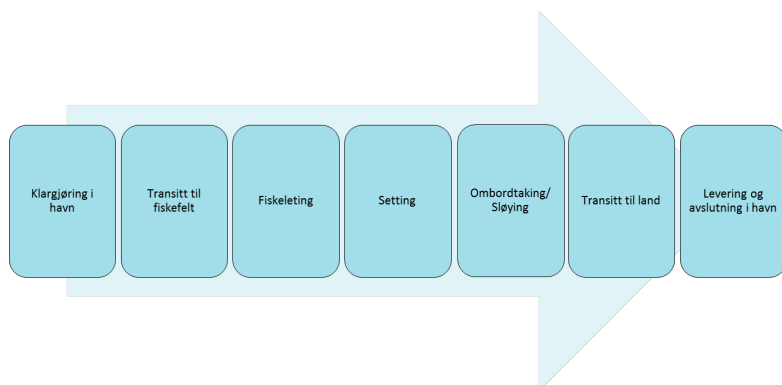 Klargjøring i
havn
Transitt til
fiskefelt
Fiskeleting
Setting
Ombordtaking/
Sløying
Transitt til land
Levering og
avslutning i havn